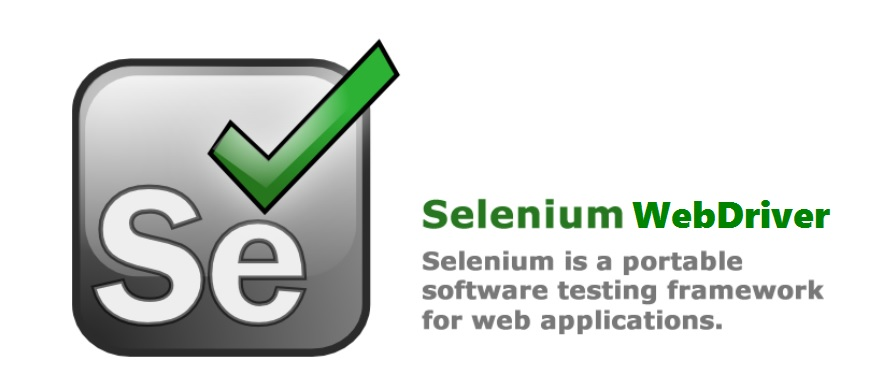 Se
Selenium WebDriver
Selenium is a portable
software testing framework
for web applications.